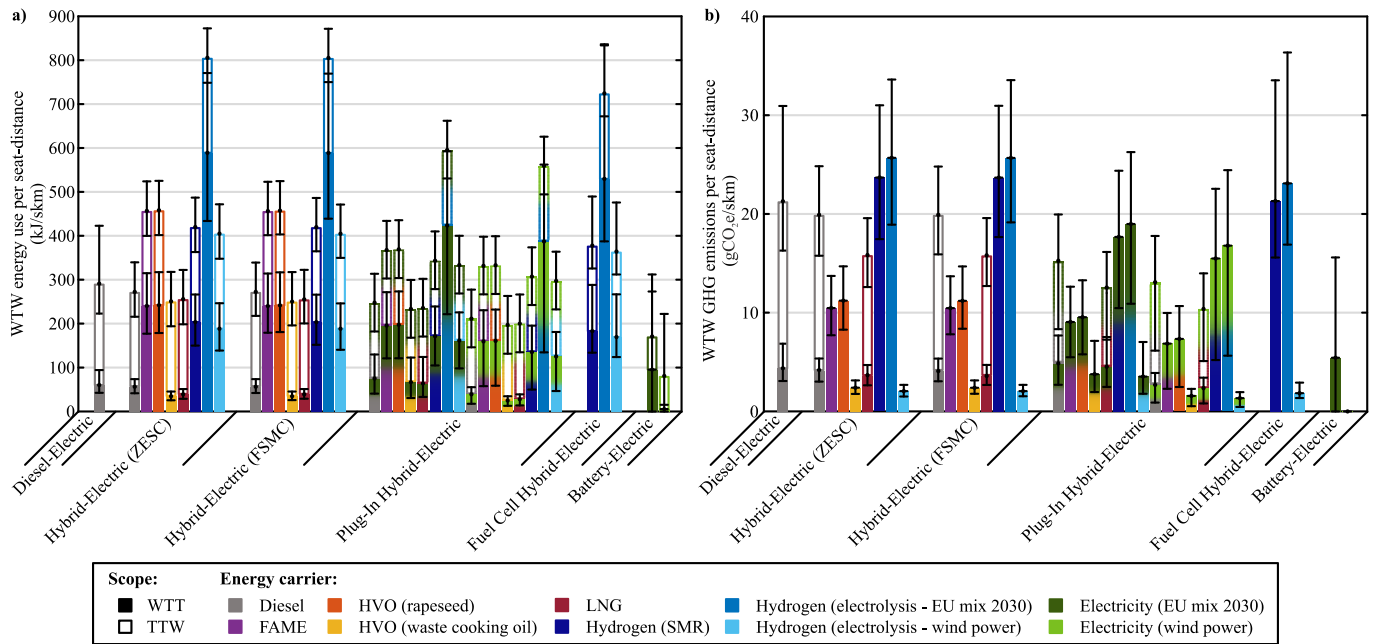 a)
WTW energy use per seat-distance
(kJ/skm)
900
800
700
600
500
400
300
200
100
0
Diesel-Electric
Hybrid-Electric (ZESC)
Hybrid-Electric (FSMC)
Plug-In Hybrid-Electric
Fuel Cell Hybrid-Electric
Battery-Electric
b)
WTW GHG emissions per seat-distance
(gCO₂e/skm)
40
30
20
10
0
Diesel-Electric
Hybrid-Electric (ZESC)
Hybrid-Electric (FSMC)
Plug-In Hybrid-Electric
Fuel Cell Hybrid-Electric
Battery-Electric
Scope:
WTT
TTW
Energy carrier:
Diesel
FAME
HVO (rapeseed)
HVO (waste cooking oil)
LNG
Hydrogen (SMR)
Hydrogen (electrolysis - EU mix 2030)
Hydrogen (electrolysis - wind power)
Electricity (EU mix 2030)
Electricity (wind power)